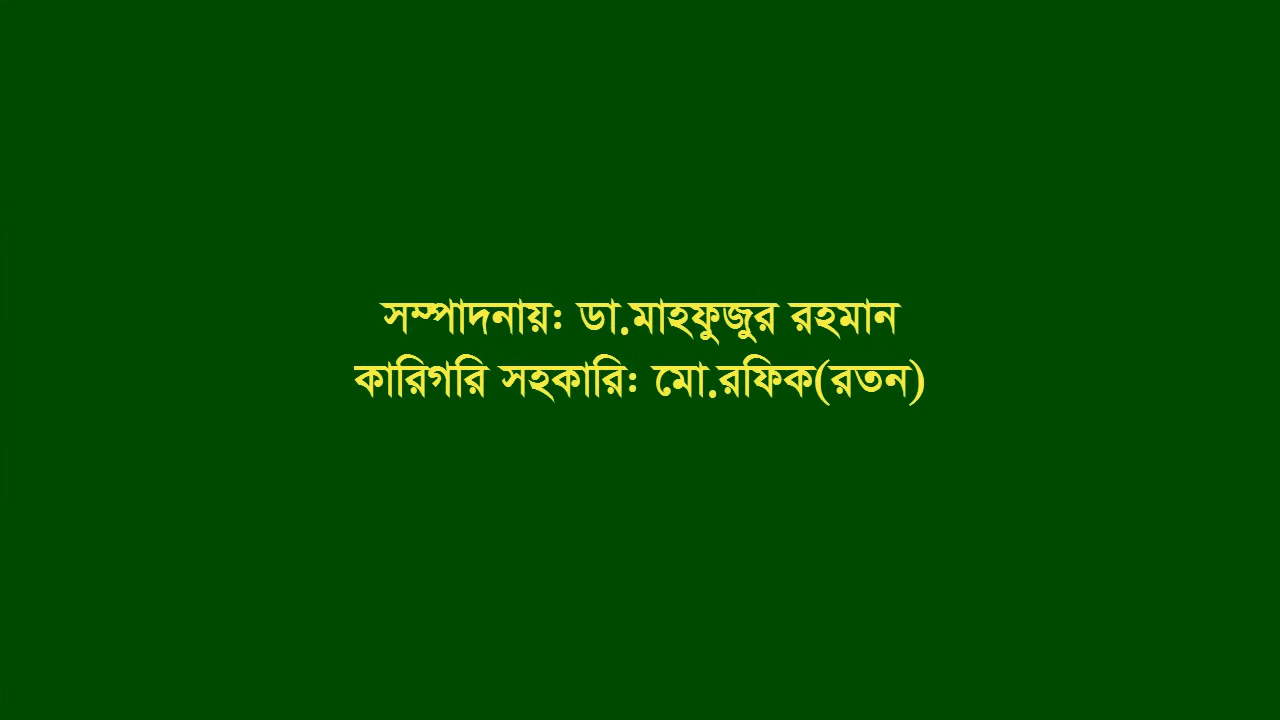 সম্পাদনায়ঃ ডা.মাহফুজুর রহমান
কারিগরি সহকারিঃ মো.রফিক(রতন)